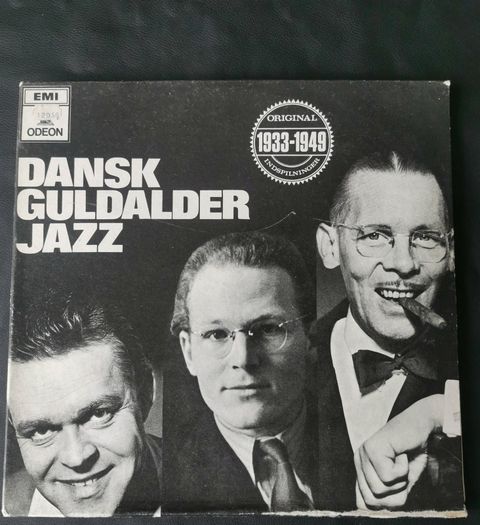 EMI
ODEON
DANSK
GULDALDER
JAZZ
ORIGINAL
1933-1949
INDSPILNINGER